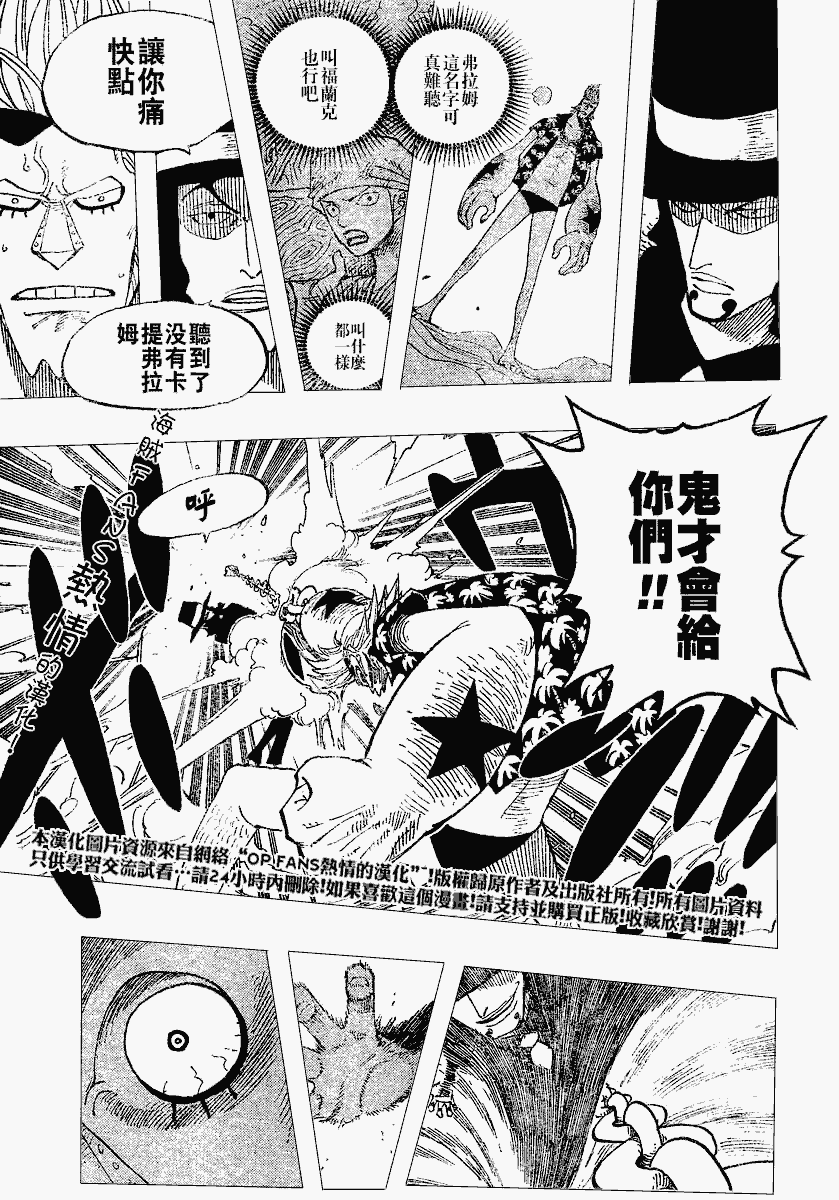 弗拉姆
這名字可
真難聽
叫福蘭克
也行吧
叫什麼
都一樣
讓你痛
快點
聽到了
没有卡
提弗拉
姆
鬼才會給
你們!!
呼
海賊FANS熱情的漢化!
本漢化圖片資源來自網絡“OP.FANS熱情的漢化”!版權歸原作者及出版社所有!所有圖片資料
只供學習交流試看…請24小時內刪除!如果喜歡這個漫畫!請支持並購買正版!收藏欣賞!謝謝!